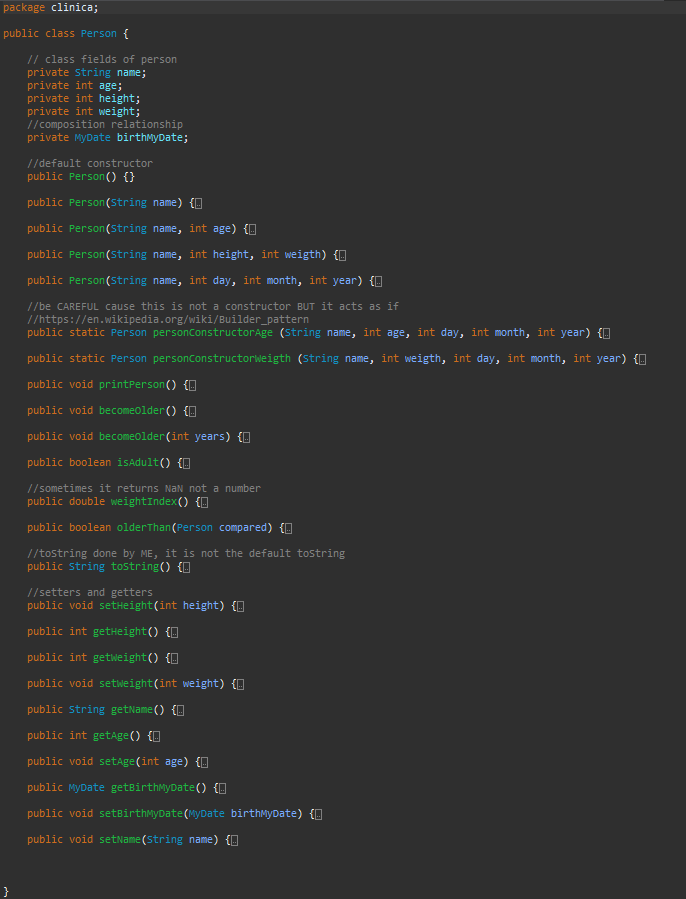 package clinica;
public class Person {
// class fields of person
private String name;
private int age;
private int height;
private int weight;
//composition relationship
private MyDate birthMyDate;
//default constructor
public Person() {}
public Person(String name) {
public Person(String name, int age) {
public Person(String name, int height, int weigth) {
public Person(String name, int day, int month, int year) {
//be CAREFUL cause this is not a constructor BUT it acts as if
//https://en.wikipedia.org/wiki/Builder_pattern
public static Person personConstructorAge (String name, int age, int day, int month, int year) {
public static Person personConstructorWeigth (String name, int weigth, int day, int month, int year) {
public void printPerson() {
public void becomeOlder() {
public void becomeOlder(int years) {
public boolean isAdult() {
//sometimes it returns NaN not a number
public double weightIndex() {
public boolean olderThan(Person compared) {
//toString done by ME, it is not the default toString
public String toString() {
//setters and getters
public void setHeight(int height) {
public int getHeight() {
public int getWeight() {
public void setWeight(int weight) {
public String getName() {
public int getAge() {
public void setAge(int age) {
public MyDate getBirthMyDate() {
public void setBirthMyDate(MyDate birthMyDate) {
public void setName(String name) {
}